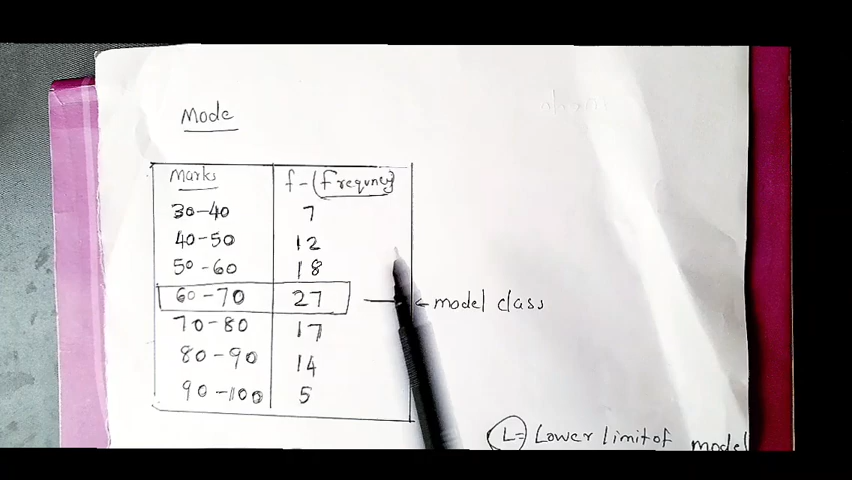 Mode
Marks f-(frequncy)
30-40 7
40-50 12
50-60 18
60-70 27 ← model class
70-80 17
80-90 14
90-100 5
L= Lower limit of model